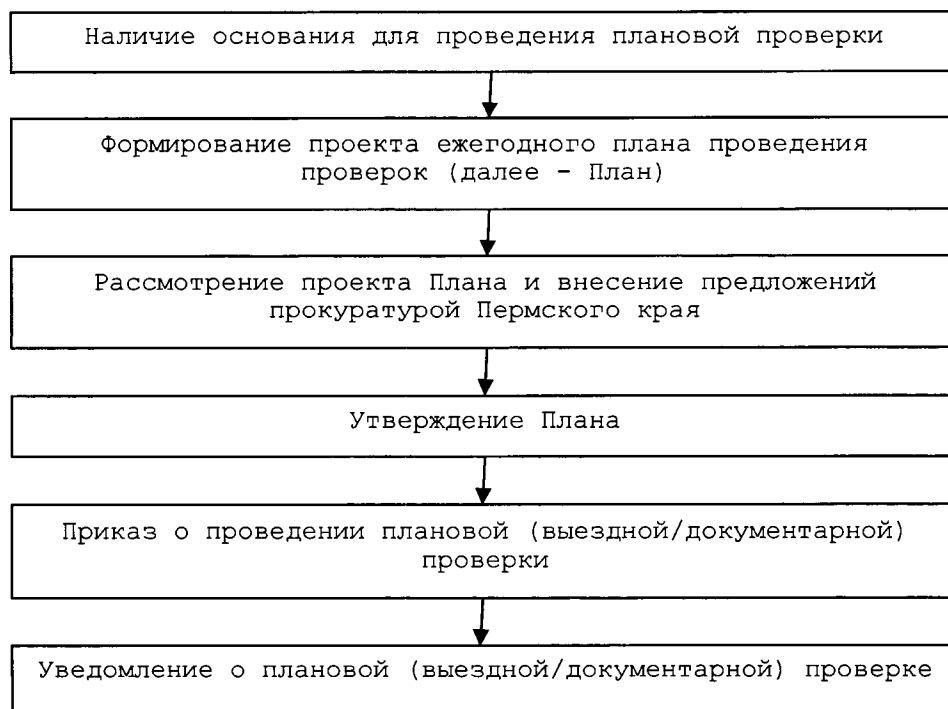 Наличие основания для проведения плановой проверки
Формирование проекта ежегодного плана проведения
проверок (далее - План)
Рассмотрение проекта Плана и внесение предложений
прокуратурой Пермского края
Утверждение Плана
Приказ о проведении плановой (выездной/документарной)
проверки
Уведомление о плановой (выездной/документарной) проверке